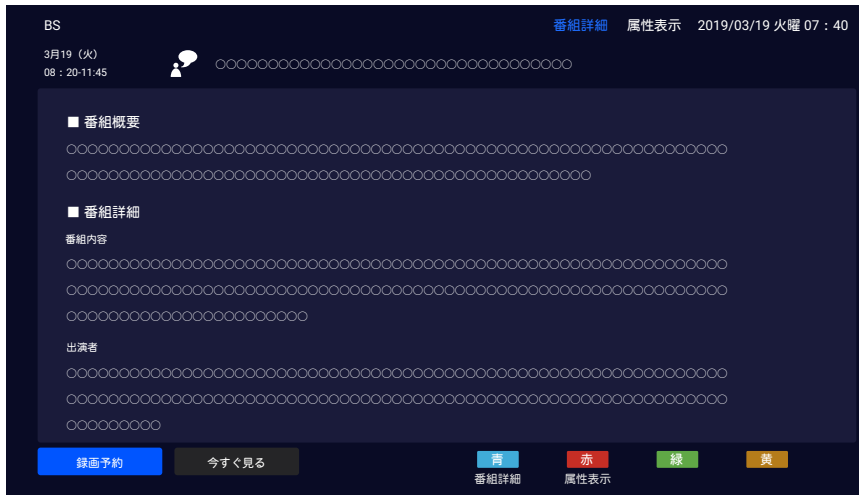 BS 番組詳細 属性表示 2019/03/19 火曜 07：40
3月19（火）
08：20-11:45
○○○○○○○○○○○○○○○○○○○○○○○○○○○○○○○○○○
■ 番組概要
○○○○○○○○○○○○○○○○○○○○○○○○○○○○○○○○○○○○○○○○○○○○○○○○○○○○○○○○○○○○○○○
○○○○○○○○○○○○○○○○○○○○○○○○○○○○○○○○○○○○○○○○○○○○○○○○○○
■ 番組詳細
番組内容
○○○○○○○○○○○○○○○○○○○○○○○○○○○○○○○○○○○○○○○○○○○○○○○○○○○○○○○○○○○○○○○
○○○○○○○○○○○○○○○○○○○○○○○○○○○○○○○○○○○○○○○○○○○○○○○○○○○○○○○○○○○○○○○
○○○○○○○○○○○○○○○○○○○○○○○
出演者
○○○○○○○○○○○○○○○○○○○○○○○○○○○○○○○○○○○○○○○○○○○○○○○○○○○○○○○○○○○○○○○
○○○○○○○○○○○○○○○○○○○○○○○○○○○○○○○○○○○○○○○○○○○○○○○○○○○○○○○○○○○○○○○
○○○○○○○○○
録画予約 今すぐ見る 青 赤 緑 黄
番組詳細 属性表示